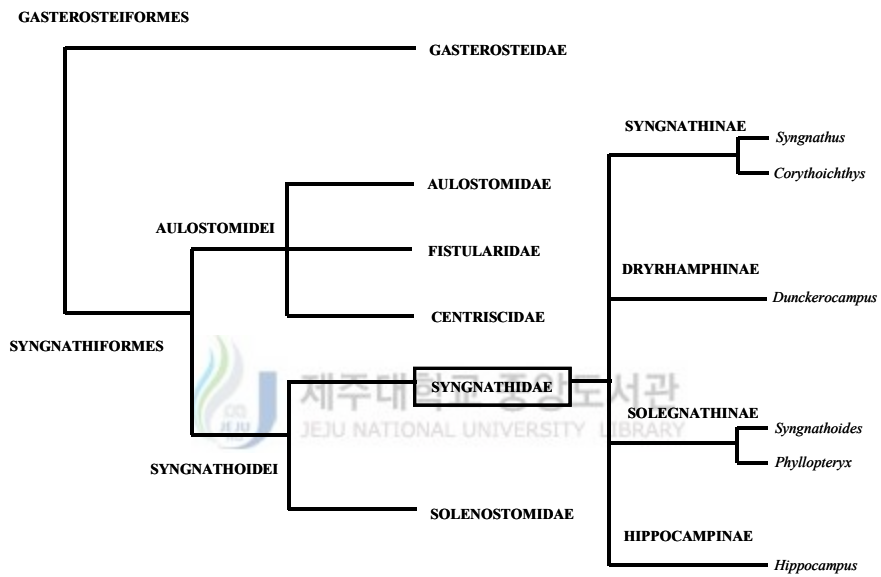 GASTEROSTEIFORMES
GASTEROSTEIDAE
SYNGNATHINAE
Syngnathus
Corythoichthys
AULOSTOMIDAE
AULOSTOMIDEI
FISTULARIDAE
DRYRHAMPHINAE
Dunckerocampus
CENTRISCIDAE
SYNGNATHIFORMES
SYNGNATHIDAE
제주대학교 중앙도서관
JEJU NATIONAL UNIVERSITY LIBRARY
JEJU
SOLEGNATHINAE
Syngnathoides
Phyllopteryx
SYNGNATHOIDEI
SOLENOSTOMIDAE
HIPPOCAMPINAE
Hippocampus